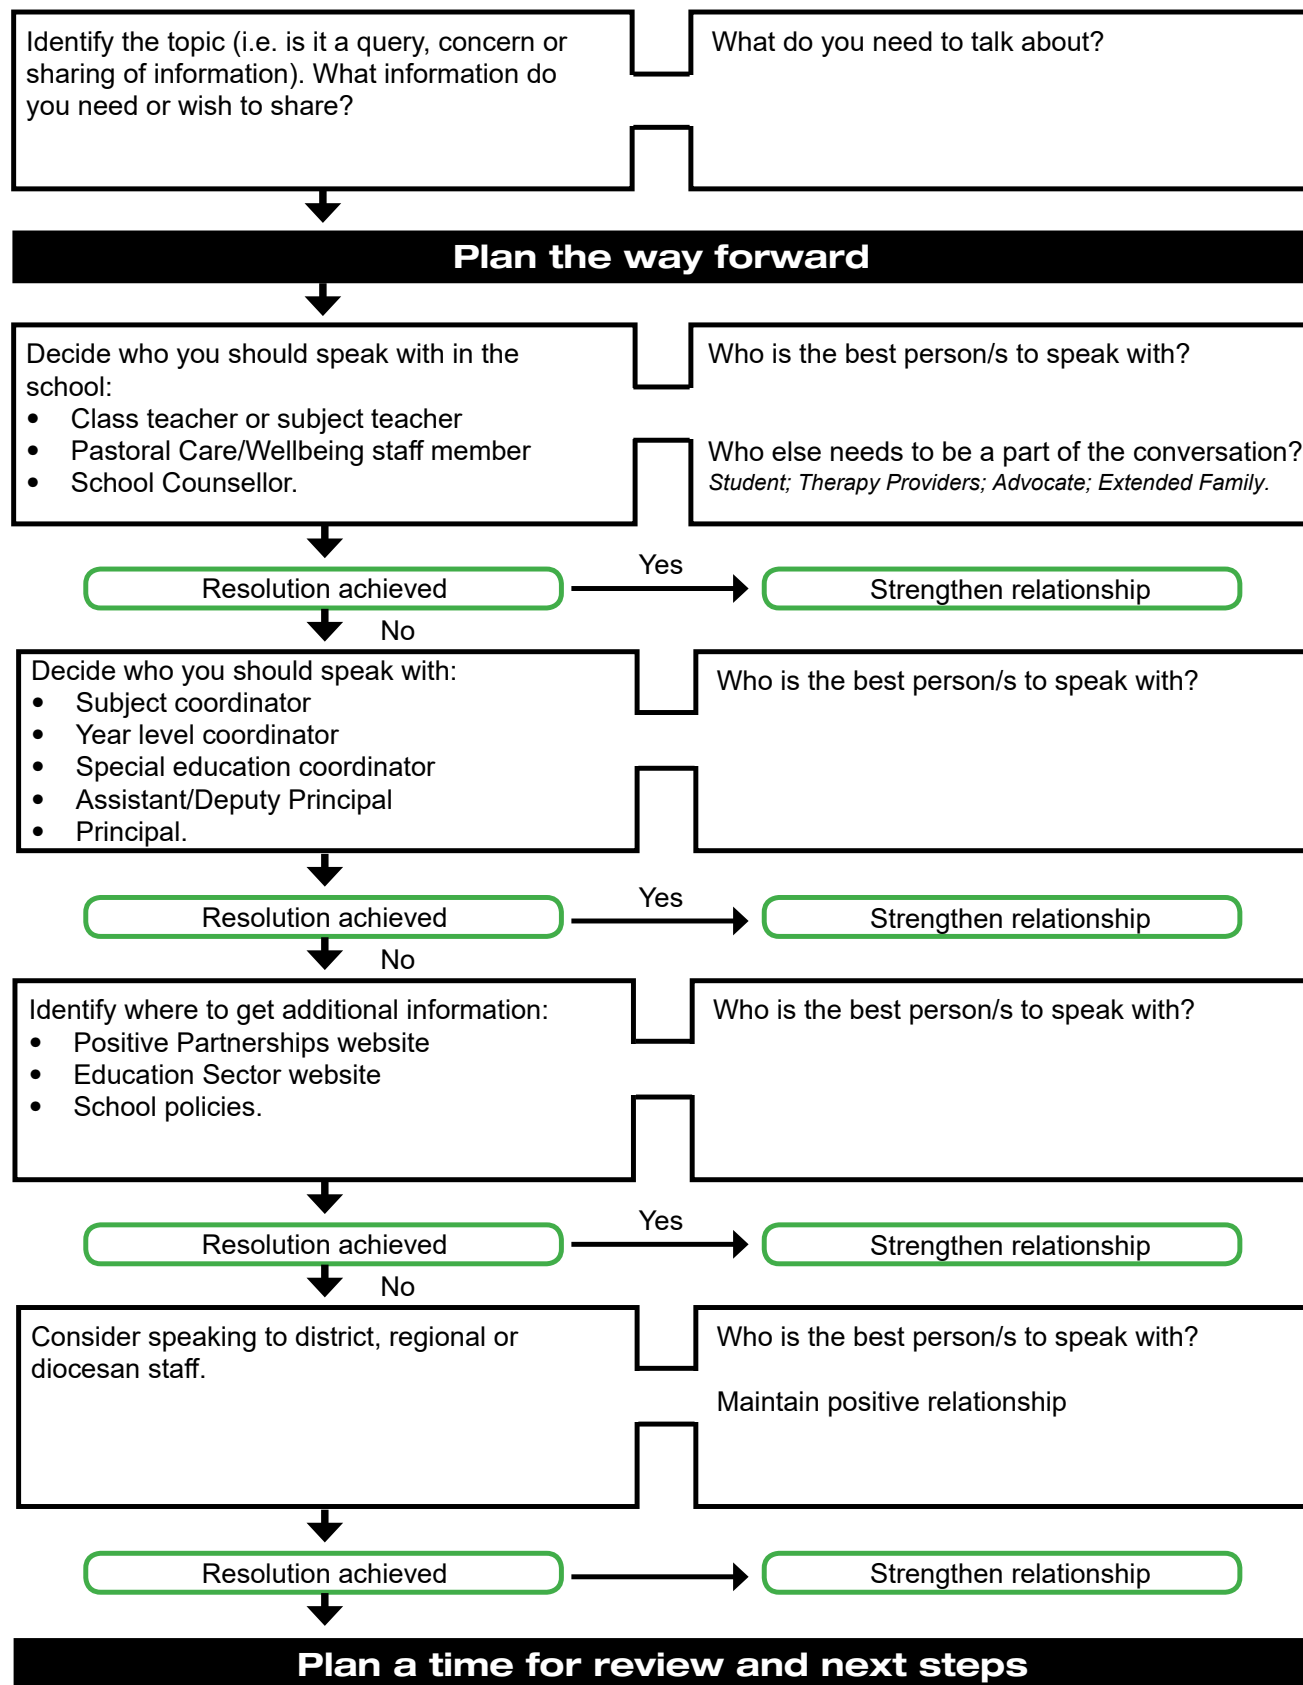 Identify the topic (i.e. is it a query, concern or
sharing of information). What information do
you need or wish to share?
What do you need to talk about?
Plan the way forward
Decide who you should speak with in the
school:
• Class teacher or subject teacher
• Pastoral Care/Wellbeing staff member
• School Counsellor.
Who is the best person/s to speak with?
Who else needs to be a part of the conversation?
Student; Therapy Providers; Advocate; Extended Family.
Resolution achieved
Yes
Strengthen relationship
No
Decide who you should speak with:
• Subject coordinator
• Year level coordinator
• Special education coordinator
• Assistant/Deputy Principal
• Principal.
Who is the best person/s to speak with?
Resolution achieved
Yes
Strengthen relationship
No
Identify where to get additional information:
• Positive Partnerships website
• Education Sector website
• School policies.
Who is the best person/s to speak with?
Resolution achieved
Yes
Strengthen relationship
No
Consider speaking to district, regional or
diocesan staff.
Who is the best person/s to speak with?
Maintain positive relationship
Resolution achieved
Strengthen relationship
Plan a time for review and next steps